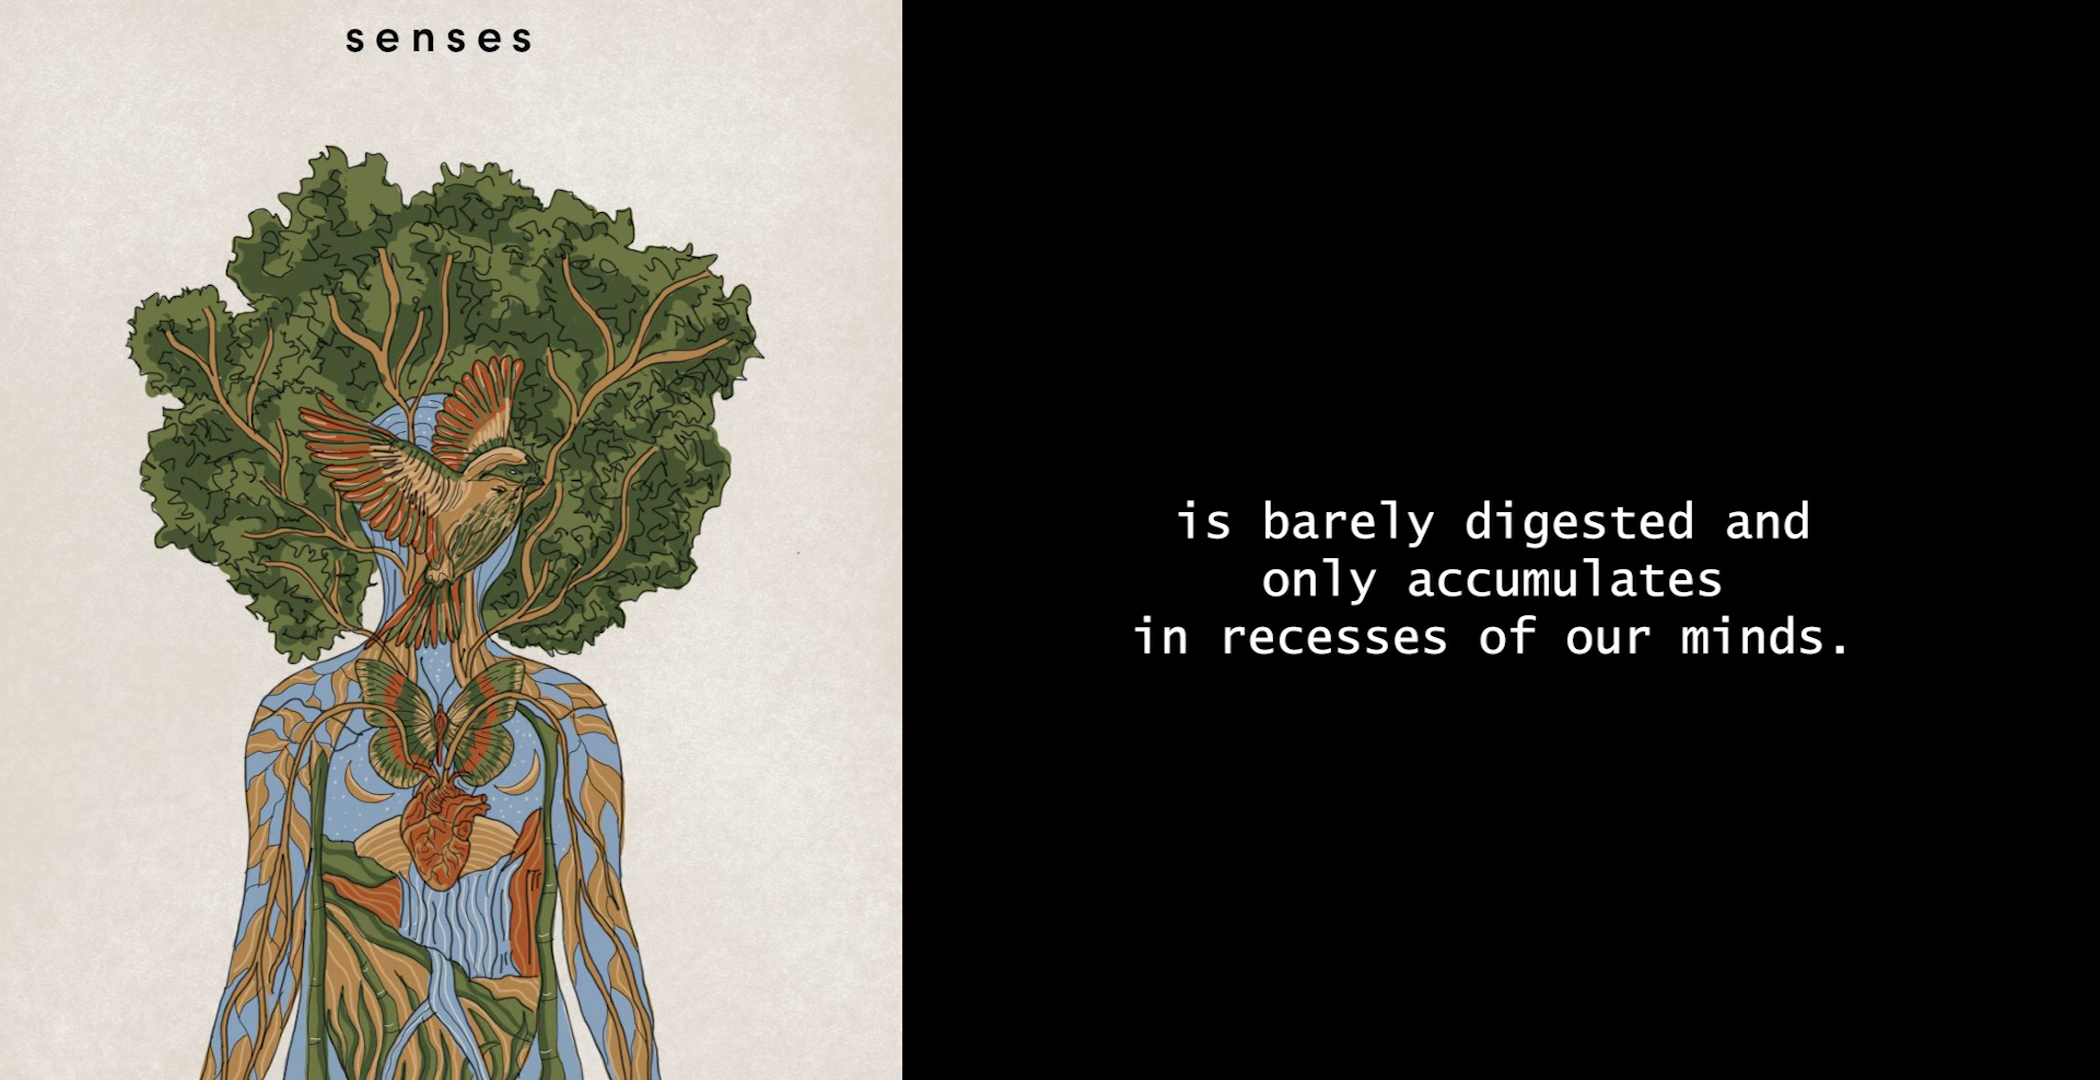 senses
is barely digested and
only accumulates
in recesses of our minds.